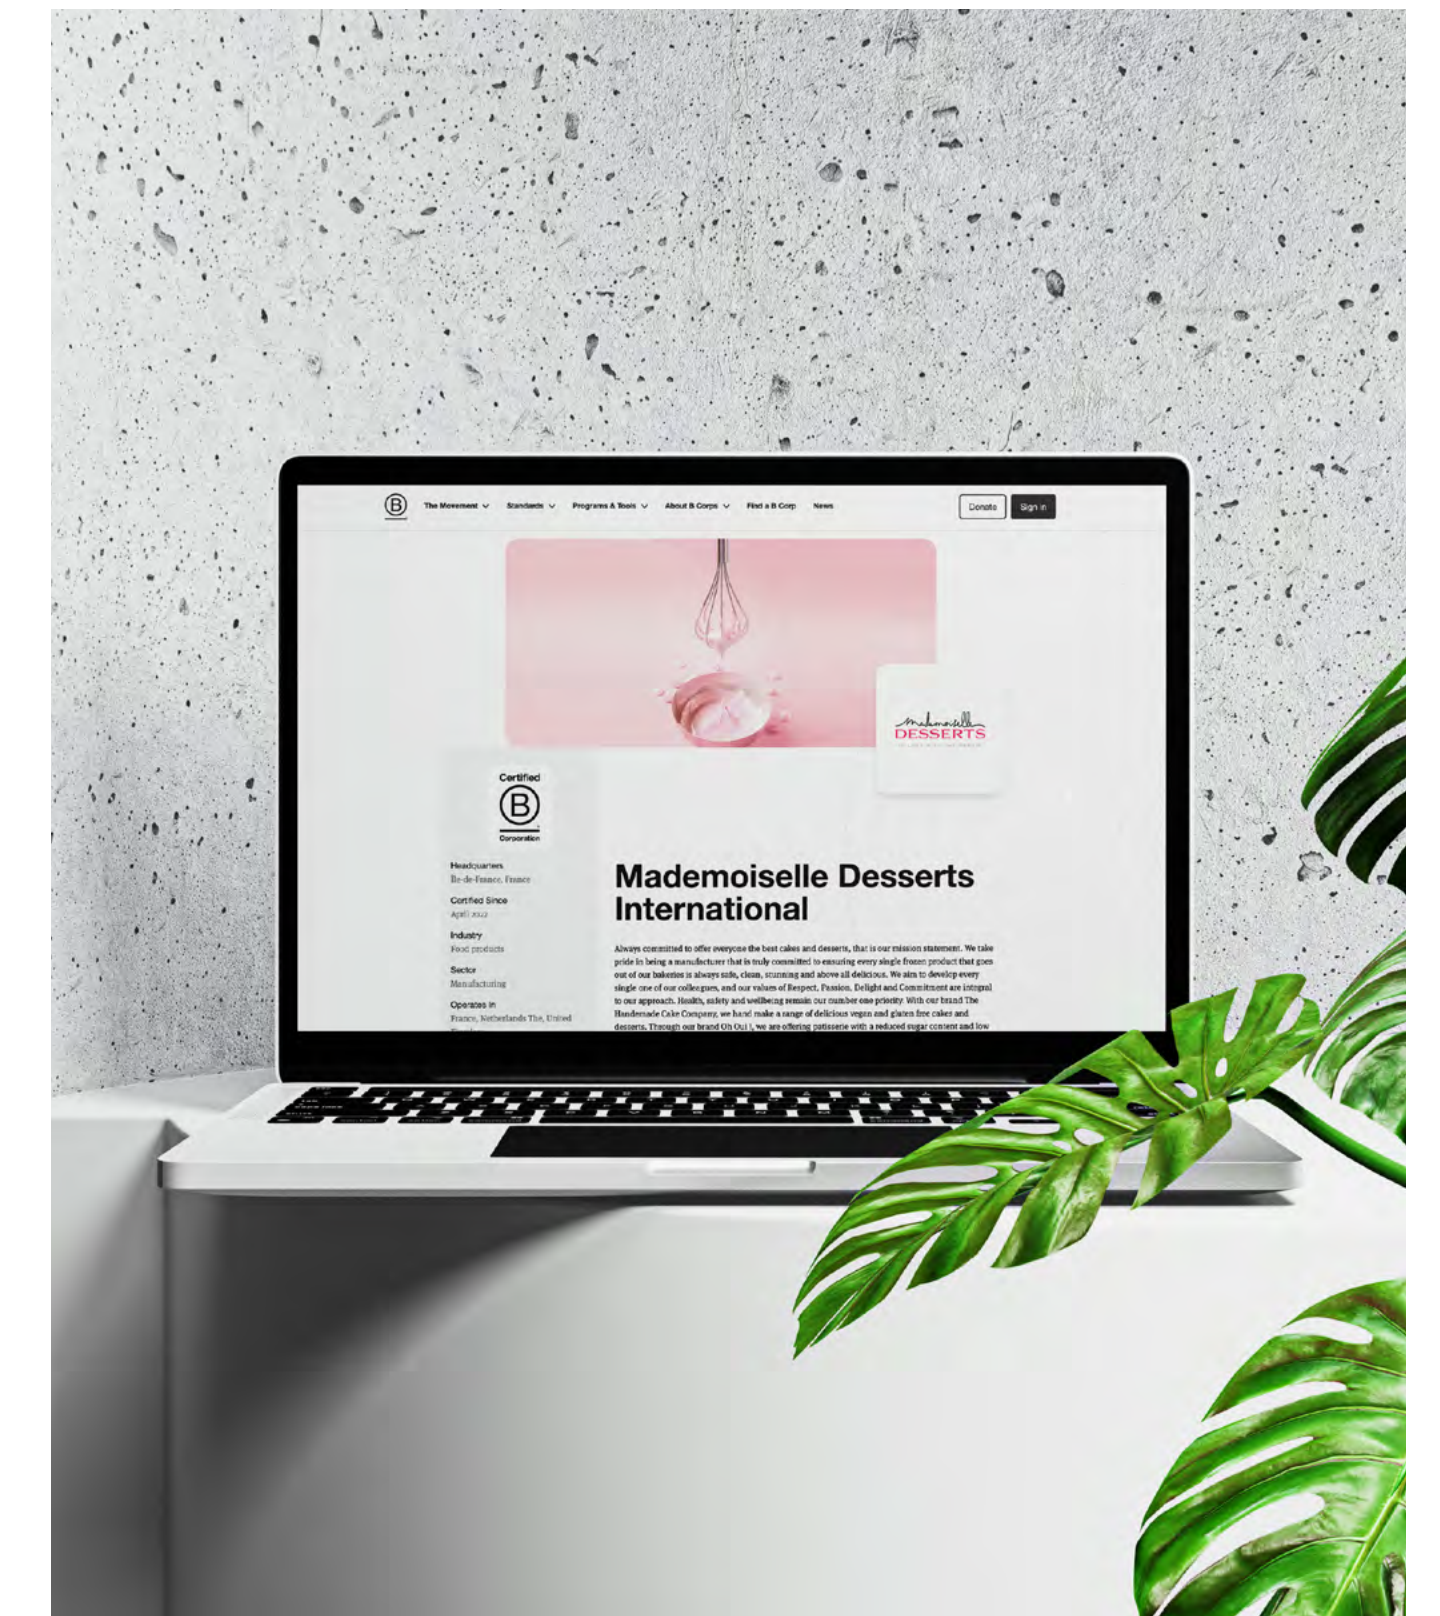 B
The Movement Standards Programs & Tools About B Corps Find a B Corp News Donate Sign in
mademoiselle
DESSERTS
Certified
B
Corporation
Headquarters
Île-de-France, France
Certified Since
April 2022
Industry
Food products
Sector
Manufacturing
Operates in
France, Netherlands The, United
Mademoiselle Desserts
International
Always committed to offer everyone the best cakes and desserts, that is our mission statement. We take
pride in being a manufacturer that is truly committed to ensuring every single frozen product that goes
out of our bakeries is always safe, clean, stunning and above all delicious. We aim to develop every
single one of our colleagues, and our values of Respect, Passion, Delight and Commitment are integral
to our approach. Health, safety and wellbeing remain our number one priority. With our brand The
Handmade Cake Company, we hand make a range of delicious vegan and gluten free cakes and
desserts. Through our brand Oh Oui !, we are offering patisserie with a reduced sugar content and low